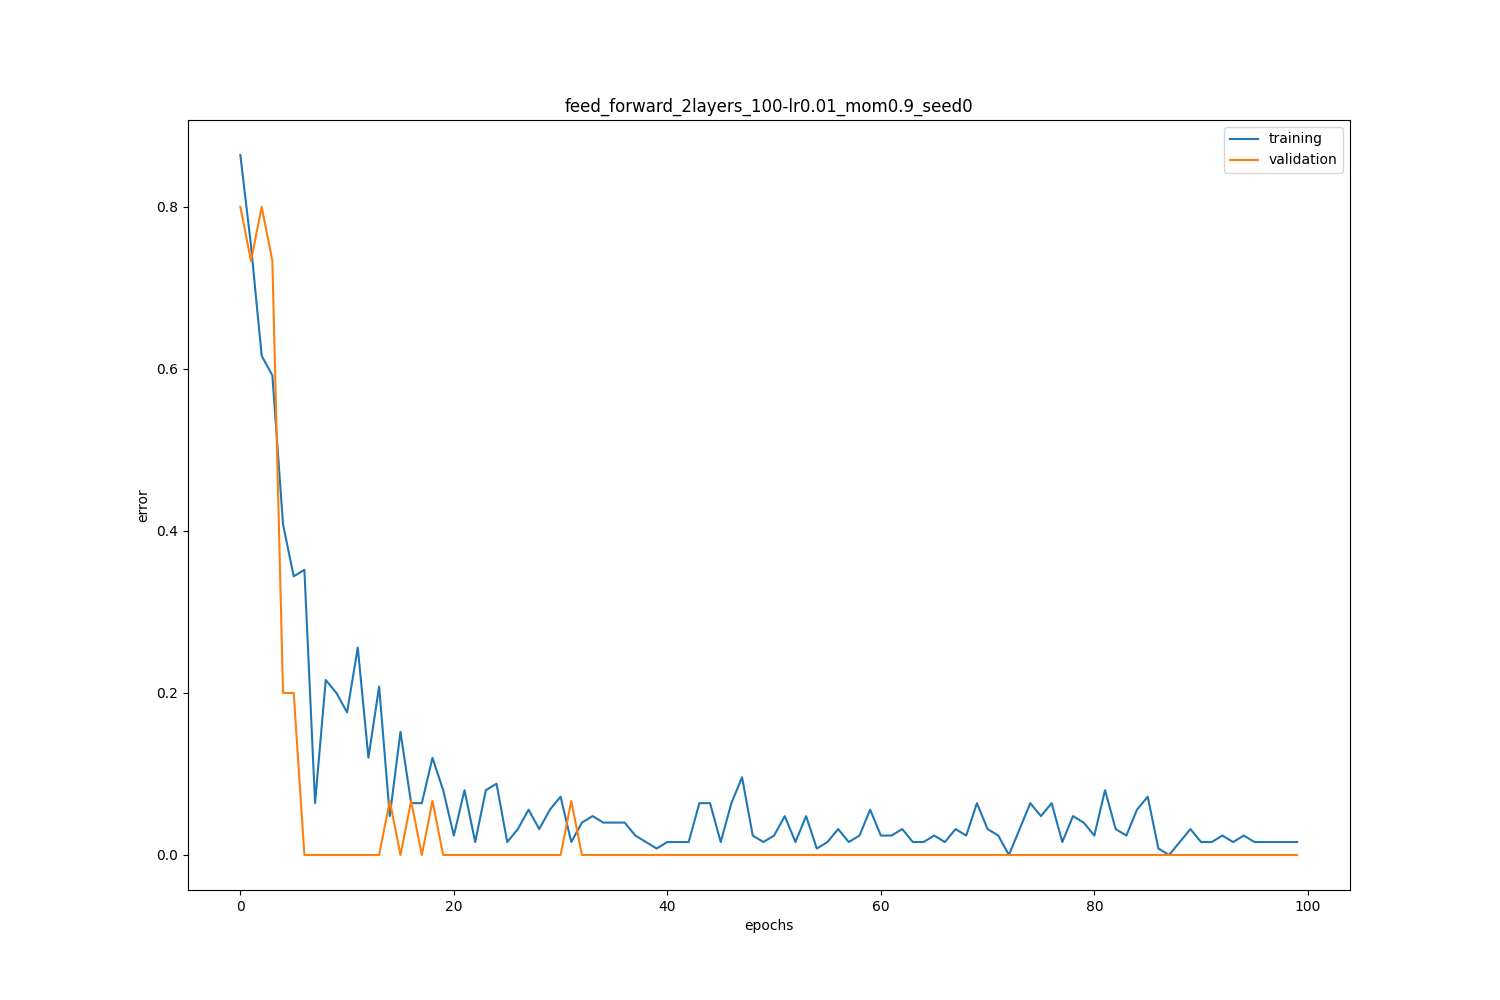 feed_forward_2layers_100-lr0.01_mom0.9_seed0
training
validation
error
0.8
0.6
0.4
0.2
0.0
0 20 40 60 80 100
epochs